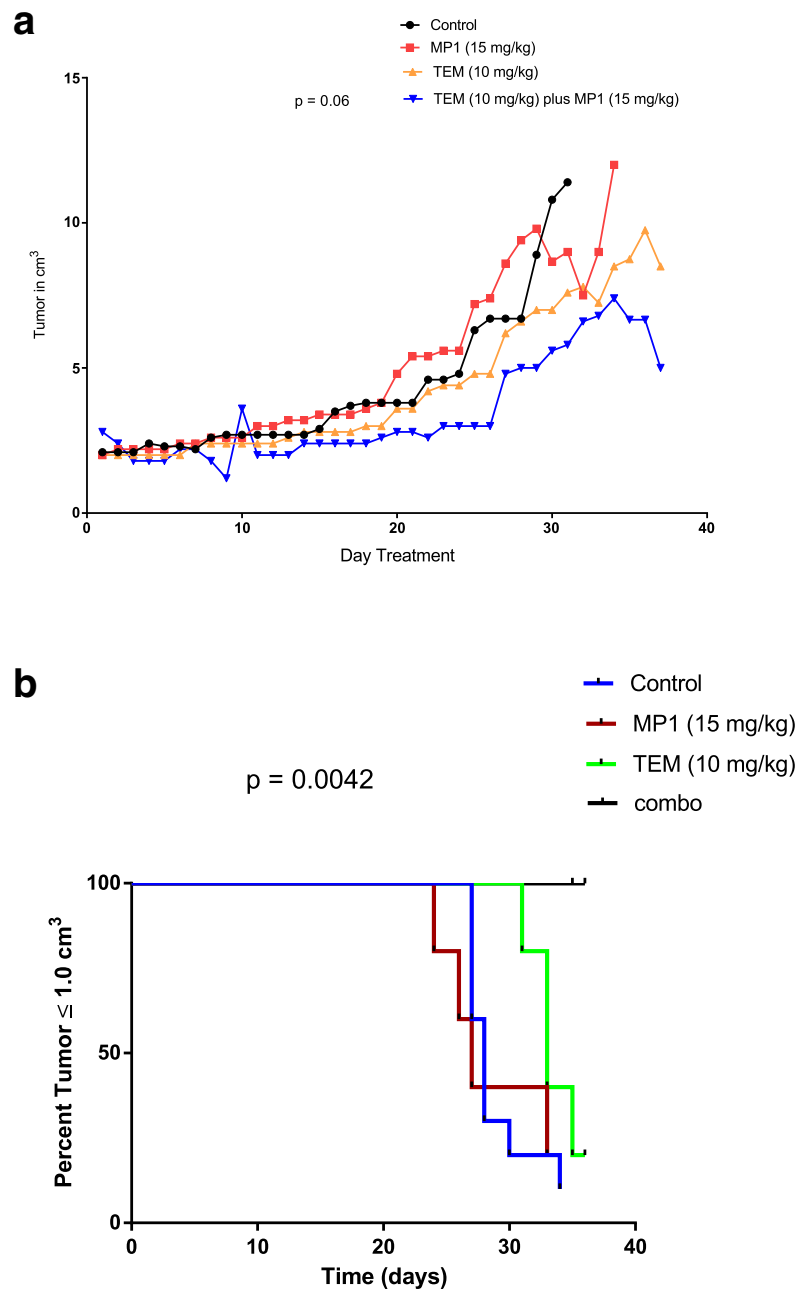 a
Control
MP1 (15 mg/kg)
TEM (10 mg/kg)
TEM (10 mg/kg) plus MP1 (15 mg/kg)
p = 0.06
15
10
5
0
Tumor in cm³
0 10 20 30 40
Day Treatment
b
Control
MP1 (15 mg/kg)
TEM (10 mg/kg)
combo
p = 0.0042
100
50
0
Percent Tumor ≤ 1.0 cm³
0 10 20 30 40
Time (days)